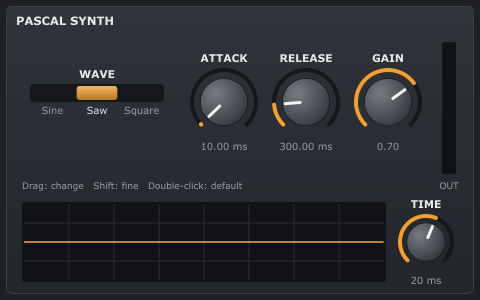 PASCAL SYNTH
ATTACK RELEASE GAIN
WAVE
Sine Saw Square
10.00 ms 300.00 ms 0.70
Drag: change Shift: fine Double-click: default
OUT
TIME
20 ms